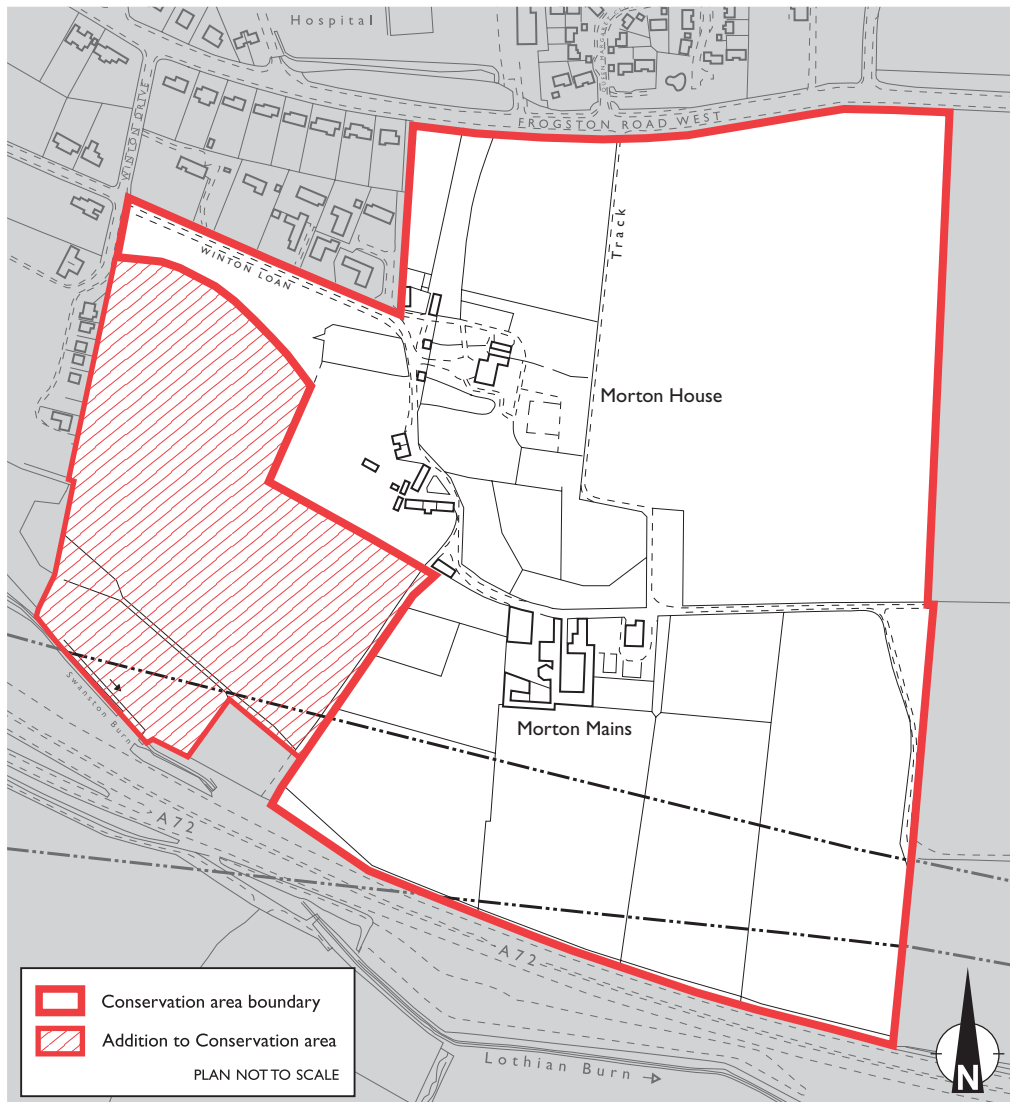 Hospital
WINTON DRIVE
FROGSTON ROAD WEST
Track
WINTON LOAN
Morton House
Swanston Burn
Morton Mains
A72
A72
Conservation area boundary
Addition to Conservation area
PLAN NOT TO SCALE
Lothian Burn
N